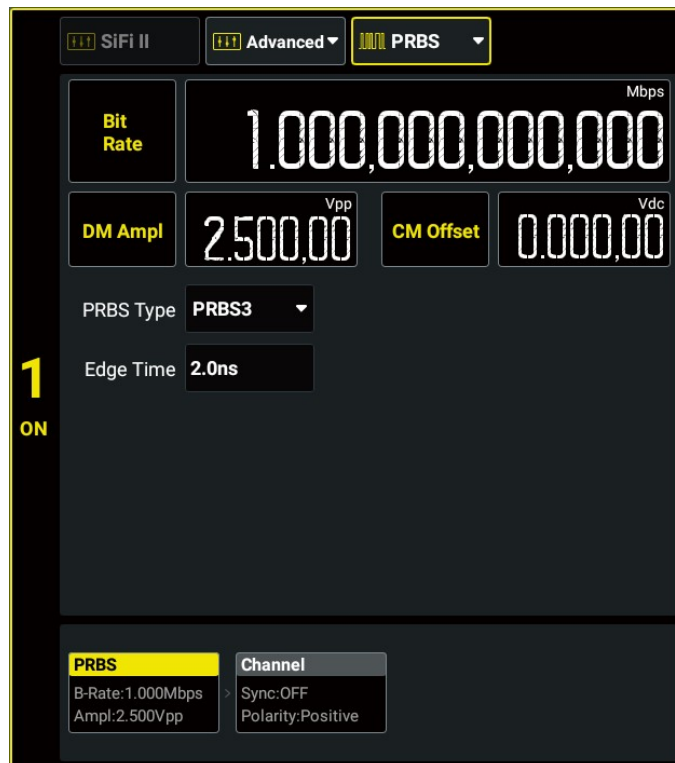 SiFi II
Advanced
PRBS
Bit
Rate
Mbps
1.000,000,000,000
DM Ampl
Vpp
2.500,00
CM Offset
Vdc
0.000,00
PRBS Type
PRBS3
Edge Time
2.0ns
1
ON
PRBS
B-Rate:1.000Mbps
Ampl:2.500Vpp
>
Channel
Sync:OFF
Polarity:Positive